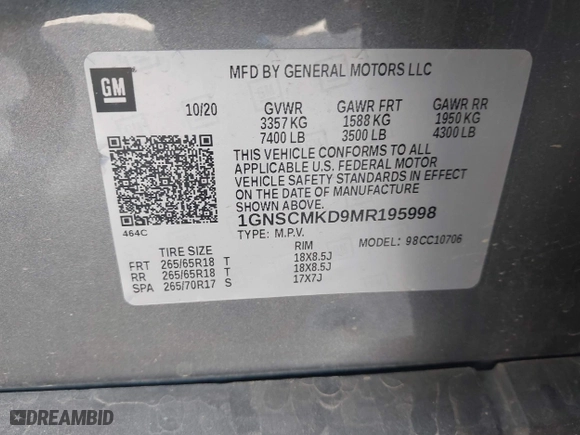 GM
MFD BY GENERAL MOTORS LLC
10/20 GVWR GAWR FRT GAWR RR
3357 KG 1588 KG 1950 KG
7400 LB 3500 LB 4300 LB
THIS VEHICLE CONFORMS TO ALL
APPLICABLE U.S. FEDERAL MOTOR
VEHICLE SAFETY STANDARDS IN EFFECT
ON THE DATE OF MANUFACTURE
SHOWN ABOVE.
1GNSCMKD9MR195998
464C
TYPE: M.P.V. MODEL: 98CC10706
TIRE SIZE RIM
FRT 265/65R18 T 18X8.5J
RR 265/65R18 T 18X8.5J
SPA 265/70R17 S 17X7J
DREAMBID